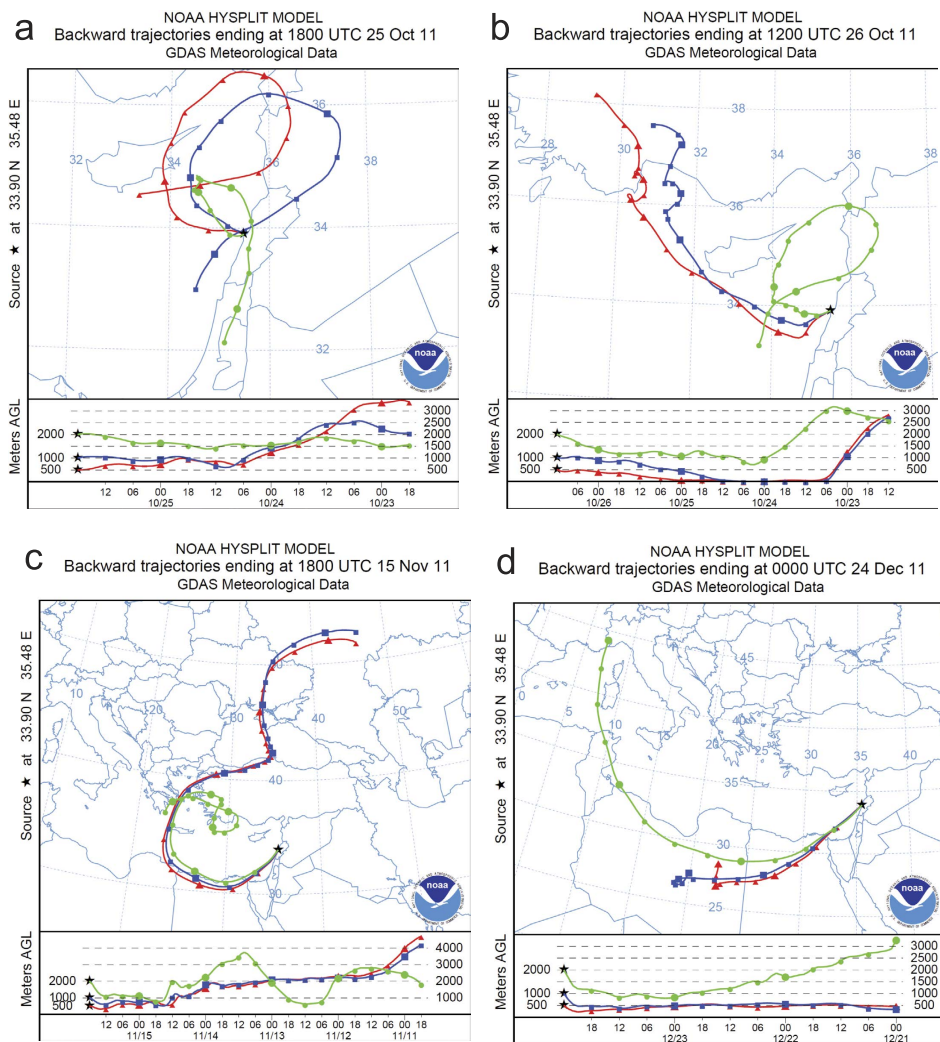 a
NOAA HYSPLIT MODEL
Backward trajectories ending at 1800 UTC 25 Oct 11
GDAS Meteorological Data
Source ★ at 33.90 N 35.48 E
36
32
34
36
38
34
32
noaa
Meters AGL
3000
2000 2500
2000
1500
1000 1000
500 500
12 06 00 18 12 06 00 18 12 06 00 18
10/25 10/24 10/23
b
NOAA HYSPLIT MODEL
Backward trajectories ending at 1200 UTC 26 Oct 11
GDAS Meteorological Data
Source ★ at 33.90 N 35.48 E
38
28 30 32 34 36 38
36
34
noaa
Meters AGL
3000
2000 2500
2000
1500
1000 1000
500 500
06 00 18 12 06 00 18 12 06 00 18 12 06 00 18 12
10/26 10/25 10/24 10/23
c
NOAA HYSPLIT MODEL
Backward trajectories ending at 1800 UTC 15 Nov 11
GDAS Meteorological Data
Source ★ at 33.90 N 35.48 E
10 20 30 40 50
40
30
noaa
Meters AGL
4000
3000
2000 2000
1000 1000
500
12 06 00 18 12 06 00 18 12 06 00 18 12 06 00 18 12 06 00 18
11/15 11/14 11/13 11/12 11/11
d
NOAA HYSPLIT MODEL
Backward trajectories ending at 0000 UTC 24 Dec 11
GDAS Meteorological Data
Source ★ at 33.90 N 35.48 E
45
40
0 5 10 15 20 25 30 35 40
35
30
25
noaa
Meters AGL
3000
2500
2000 2000
1500
1000 1000
500 500
18 12 06 00 18 12 06 00 18 12 06 00
12/23 12/22 12/21